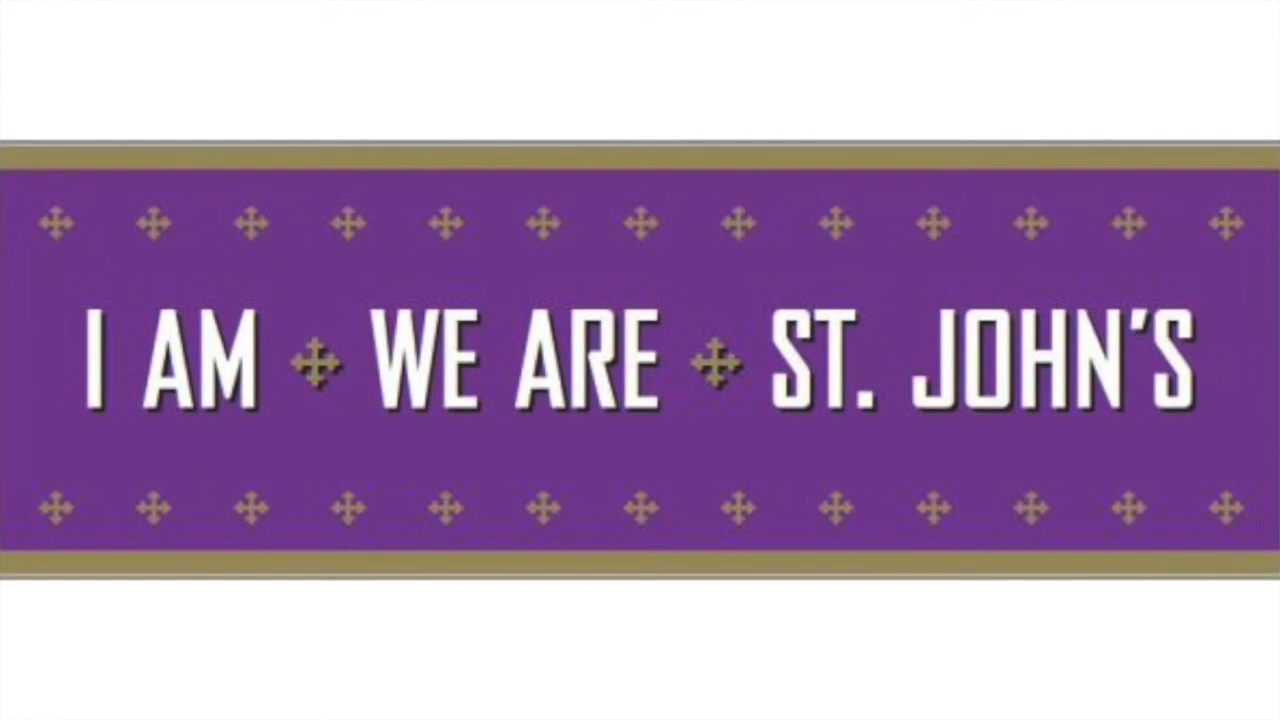 I AM ✣ WE ARE ✣ ST. JOHN'S